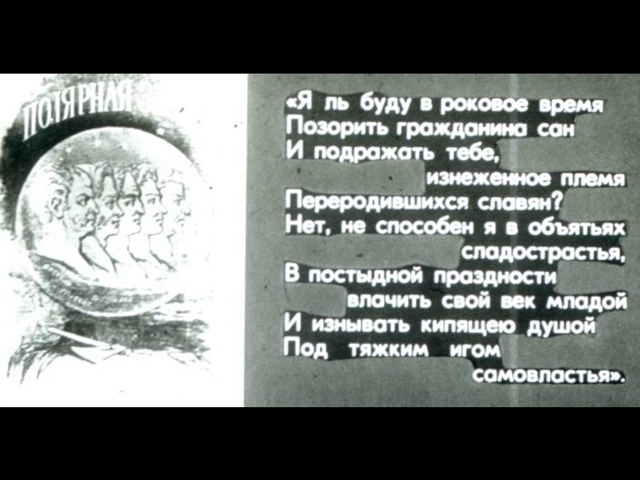 ПОЛЯРНАЯ
«Я ль буду в роковое время
Позорить гражданина сан
И подражать тебе,
изнеженное племя
Переродившихся славян?
Нет, не способен я в объятьях
сладострастья,
В постыдной праздности
влачить свой век младой
И изнывать кипящею душой
Под тяжким игом
самовластья».